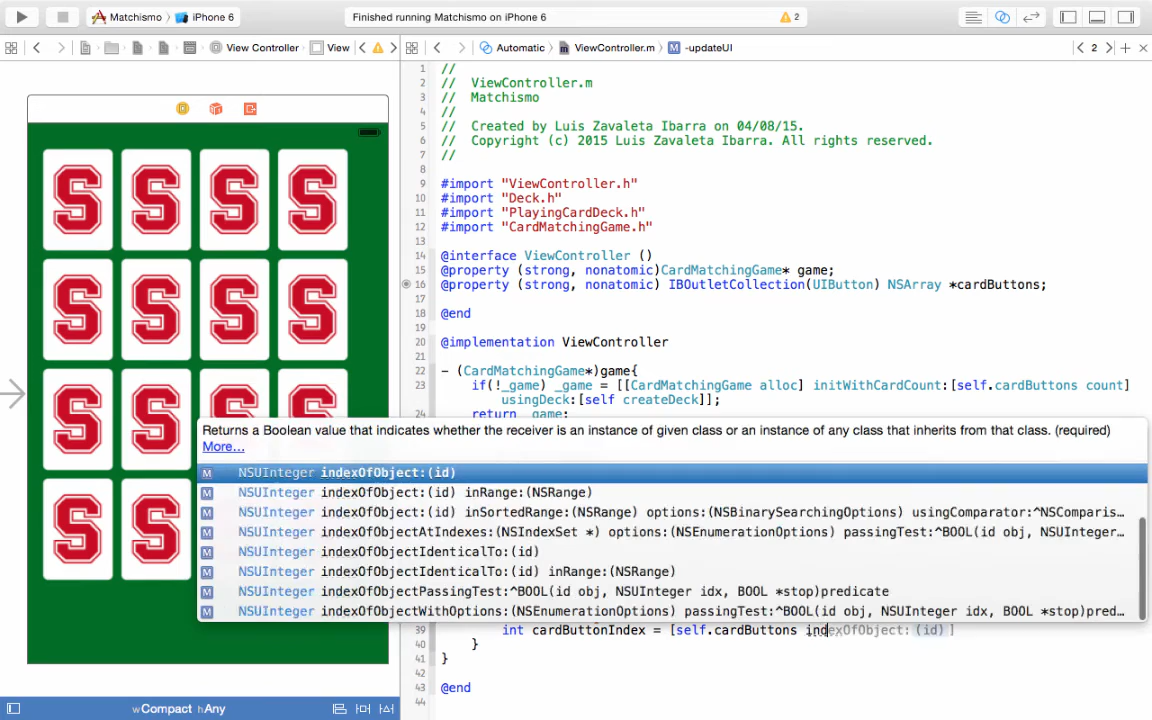 Matchismo
iPhone 6
Finished running Matchismo on iPhone 6
2
View Controller
View
Automatic
ViewController.m
M
-updateUI
2
S S S S
S S S S
S S S S
S S
wCompact hAny
1 //
2 //  ViewController.m
3 //  Matchismo
4 //
5 //  Created by Luis Zavaleta Ibarra on 04/08/15.
6 //  Copyright (c) 2015 Luis Zavaleta Ibarra. All rights reserved.
7 //
8
9 #import "ViewController.h"
10 #import "Deck.h"
11 #import "PlayingCardDeck.h"
12 #import "CardMatchingGame.h"
13
14 @interface ViewController ()
15 @property (strong, nonatomic)CardMatchingGame* game;
16 @property (strong, nonatomic) IBOutletCollection(UIButton) NSArray *cardButtons;
17
18 @end
19
20 @implementation ViewController
21
22 - (CardMatchingGame*)game{
23 if(!_game) _game = [[CardMatchingGame alloc] initWithCardCount:[self.cardButtons count]
usingDeck:[self createDeck]];
24 return _game;
Returns a Boolean value that indicates whether the receiver is an instance of given class or an instance of any class that inherits from that class. (required)
More...
M NSUInteger indexOfObject:(id)
M NSUInteger indexOfObject:(id) inRange:(NSRange)
M NSUInteger indexOfObject:(id) inSortedRange:(NSRange) options:(NSBinarySearchingOptions) usingComparator:^NSComparis…
M NSUInteger indexOfObjectAtIndexes:(NSIndexSet *) options:(NSEnumerationOptions) passingTest:^BOOL(id obj, NSUInteger…
M NSUInteger indexOfObjectIdenticalTo:(id)
M NSUInteger indexOfObjectIdenticalTo:(id) inRange:(NSRange)
M NSUInteger indexOfObjectPassingTest:^BOOL(id obj, NSUInteger idx, BOOL *stop)predicate
M NSUInteger indexOfObjectWithOptions:(NSEnumerationOptions) passingTest:^BOOL(id obj, NSUInteger idx, BOOL *stop)pred…
39 int cardButtonIndex = [self.cardButtons indexOfObject:(id)]
40 }
41 }
42
43 @end
44